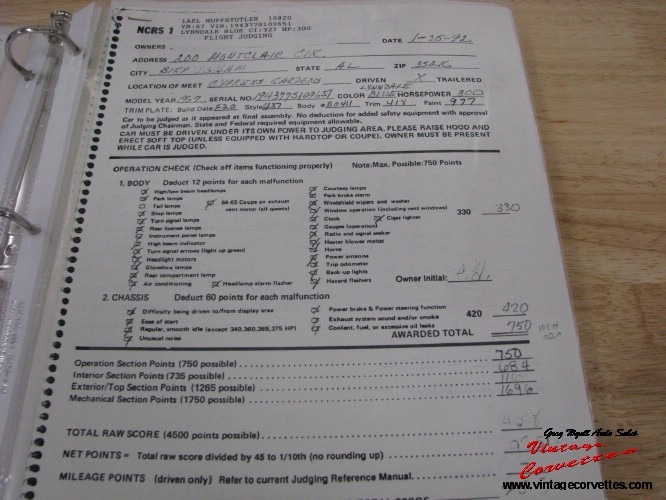 NCRS 1
LAEL HUFFSTUTLER 10920
YR:67 VIN:194377S109651
LYNNDALE BLUE CI:327 HP:300
FLIGHT JUDGING
OWNERS DATE 1-25-92
ADDRESS 200 MONTCLAIR CIR.
CITY STATE AL ZIP
LOCATION OF MEET CYPRESS GARDENS DRIVEN X TRAILERED
MODEL YEAR 1967 SERIAL NO. 194377S109651 COLOR LYNNDALE BLUE HORSEPOWER 300
TRIM PLATE: Build Date Style 437 Body # Trim Paint 977
Car to be judged as it appeared at final assembly. No deduction for added safety equipment with approval
of Judging Chairman. State and Federal required equipment allowable.
CAR MUST BE DRIVEN UNDER ITS OWN POWER TO JUDGING AREA. PLEASE RAISE HOOD AND
ERECT SOFT TOP (UNLESS EQUIPPED WITH HARDTOP OR COUPE). OWNER MUST BE PRESENT
WHILE CAR IS JUDGED.
OPERATION CHECK (Check off items functioning properly) Note: Max. Possible: 750 Points
1. BODY Deduct 12 points for each malfunction
High/low beam headlamps
Park lamps
Tail lamps
Stop lamps
Turn signal lamps
Rear license lamps
Instrument panel lamps
High beam indicator
Turn signal arrows (light up green)
Headlight motors
Glovebox lamps
Rear compartment lamp
Air conditioning
64-65 Coupe air exhaust
vent motor (all speeds)
Headlamp alarm flasher
Courtesy lamps
Park brake alarm
Windshield wipers and washer
Window operation (including vent windows)
Clock Cigar lighter
Gauges (operation)
Radio and signal seeker
Heater blower motor
Horns
Power antenna
Trip odometer
Back-up lights
Hazard flashers
330 330
Owner Initial:
2. CHASSIS Deduct 60 points for each malfunction
Difficulty being driven to/from display area
Ease of start
Regular, smooth idle (except 340,360,365,375 HP)
Unusual noise
Power brake & Power steering function
Exhaust system sound and/or smoke
Coolant, fuel, or excessive oil leaks
420 420
AWARDED TOTAL 750
Operation Section Points (750 possible) 750
Interior Section Points (735 possible) 684
Exterior/Top Section Points (1265 possible)
Mechanical Section Points (1750 possible) 1696
TOTAL RAW SCORE (4500 points possible)
NET POINTS = Total raw score divided by 45 to 1/10th (no rounding up)
MILEAGE POINTS (driven only) Refer to current Judging Reference Manual
Greg Wyatt Auto Sales
Vintage
Corvettes
www.vintagecorvettes.com